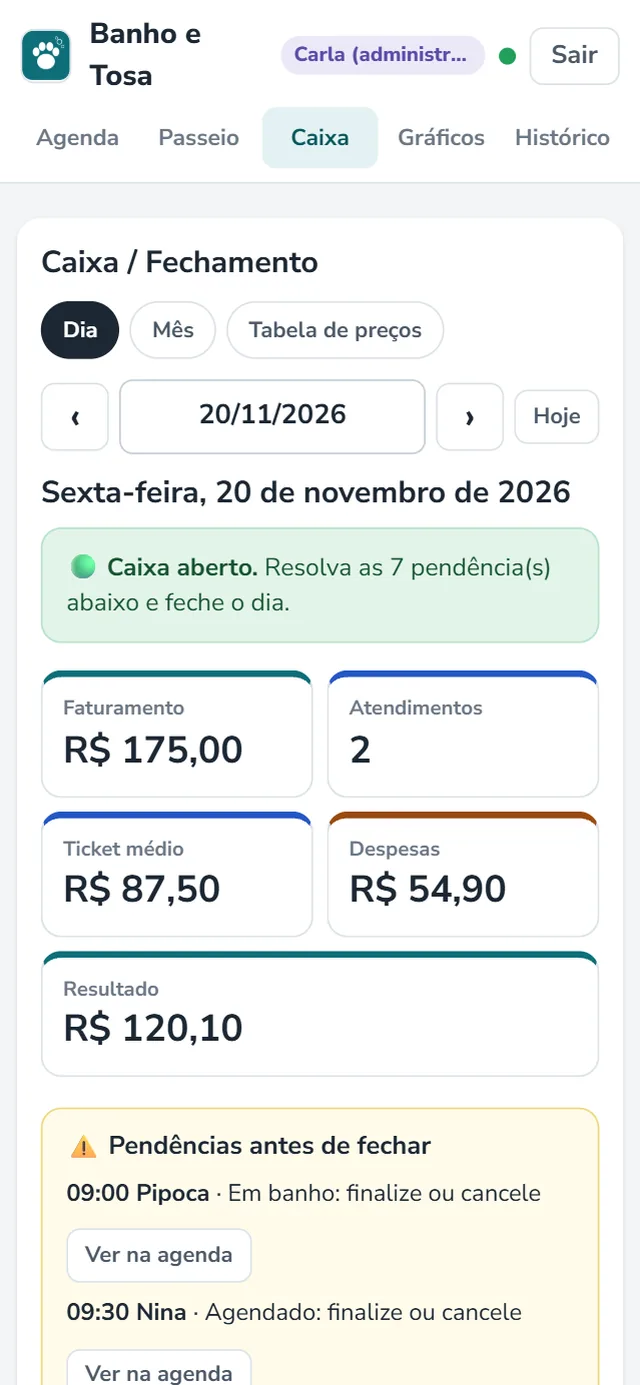 Banho e
Tosa
Carla (administr...
Sair
Agenda Passeio Caixa Gráficos Histórico
Caixa / Fechamento
Dia Mês Tabela de preços
‹ 20/11/2026 › Hoje
Sexta-feira, 20 de novembro de 2026
Caixa aberto. Resolva as 7 pendência(s)
abaixo e feche o dia.
Faturamento
R$ 175,00
Atendimentos
2
Ticket médio
R$ 87,50
Despesas
R$ 54,90
Resultado
R$ 120,10
Pendências antes de fechar
09:00 Pipoca · Em banho: finalize ou cancele
Ver na agenda
09:30 Nina · Agendado: finalize ou cancele
Ver na agenda